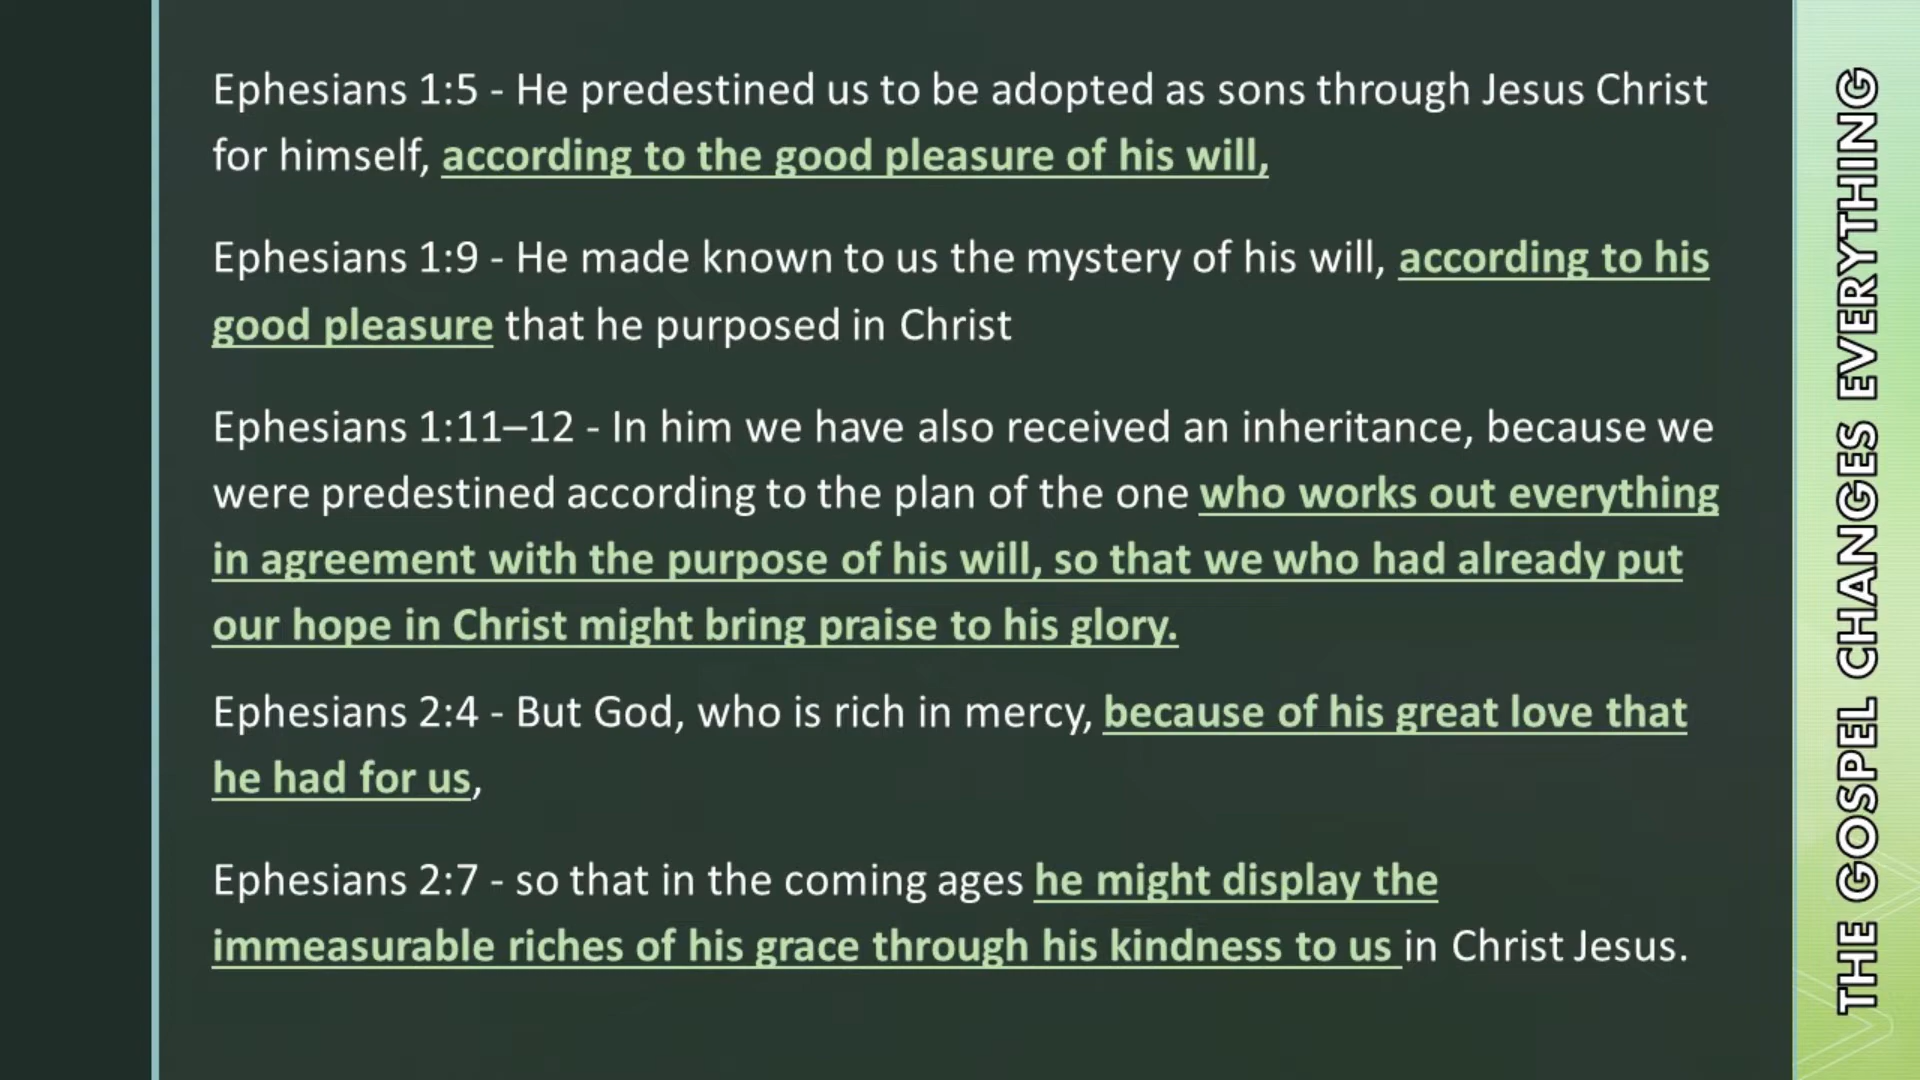 Ephesians 1:5 - He predestined us to be adopted as sons through Jesus Christ
for himself, according to the good pleasure of his will,
Ephesians 1:9 - He made known to us the mystery of his will, according to his
good pleasure that he purposed in Christ
Ephesians 1:11–12 - In him we have also received an inheritance, because we
were predestined according to the plan of the one who works out everything
in agreement with the purpose of his will, so that we who had already put
our hope in Christ might bring praise to his glory.
Ephesians 2:4 - But God, who is rich in mercy, because of his great love that
he had for us,
Ephesians 2:7 - so that in the coming ages he might display the
immeasurable riches of his grace through his kindness to us in Christ Jesus.
THE GOSPEL CHANGES EVERYTHING